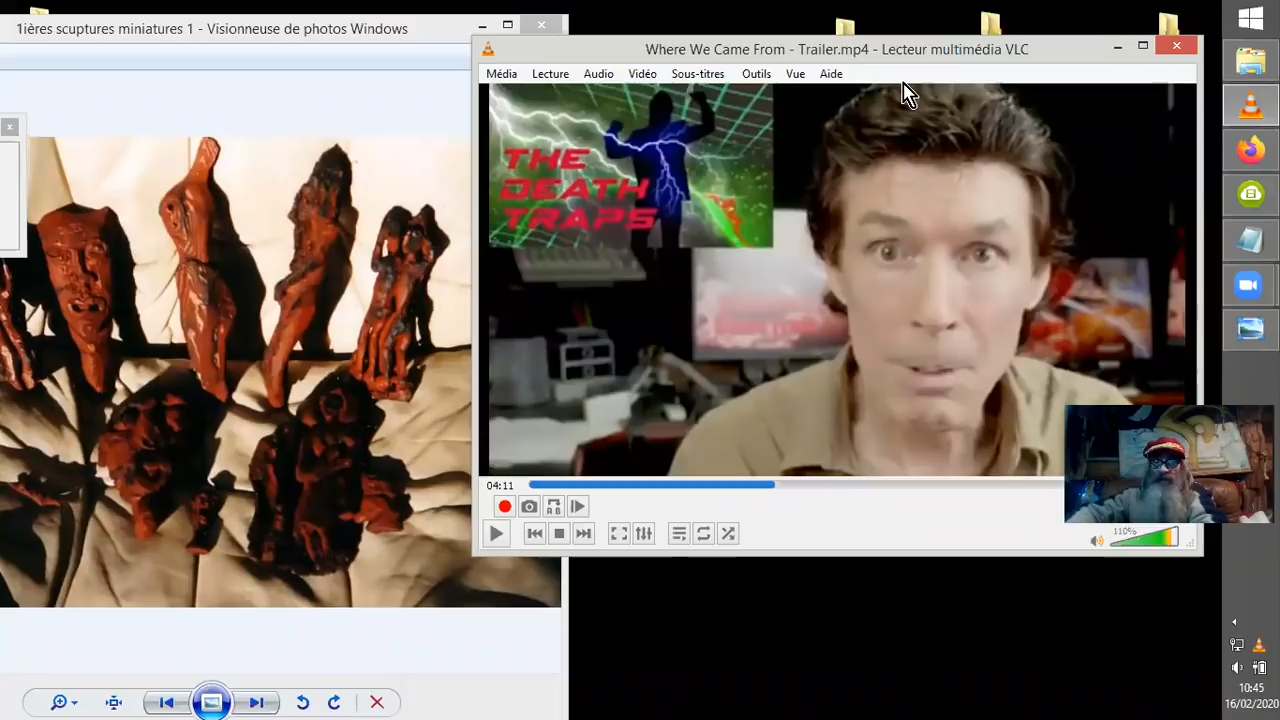 1ières scuptures miniatures 1 - Visionneuse de photos Windows
Where We Came From - Trailer.mp4 - Lecteur multimédia VLC
Média Lecture Audio Vidéo Sous-titres Outils Vue Aide
THE
DEATH
TRAPS
04:11
110%
10:45
16/02/2020